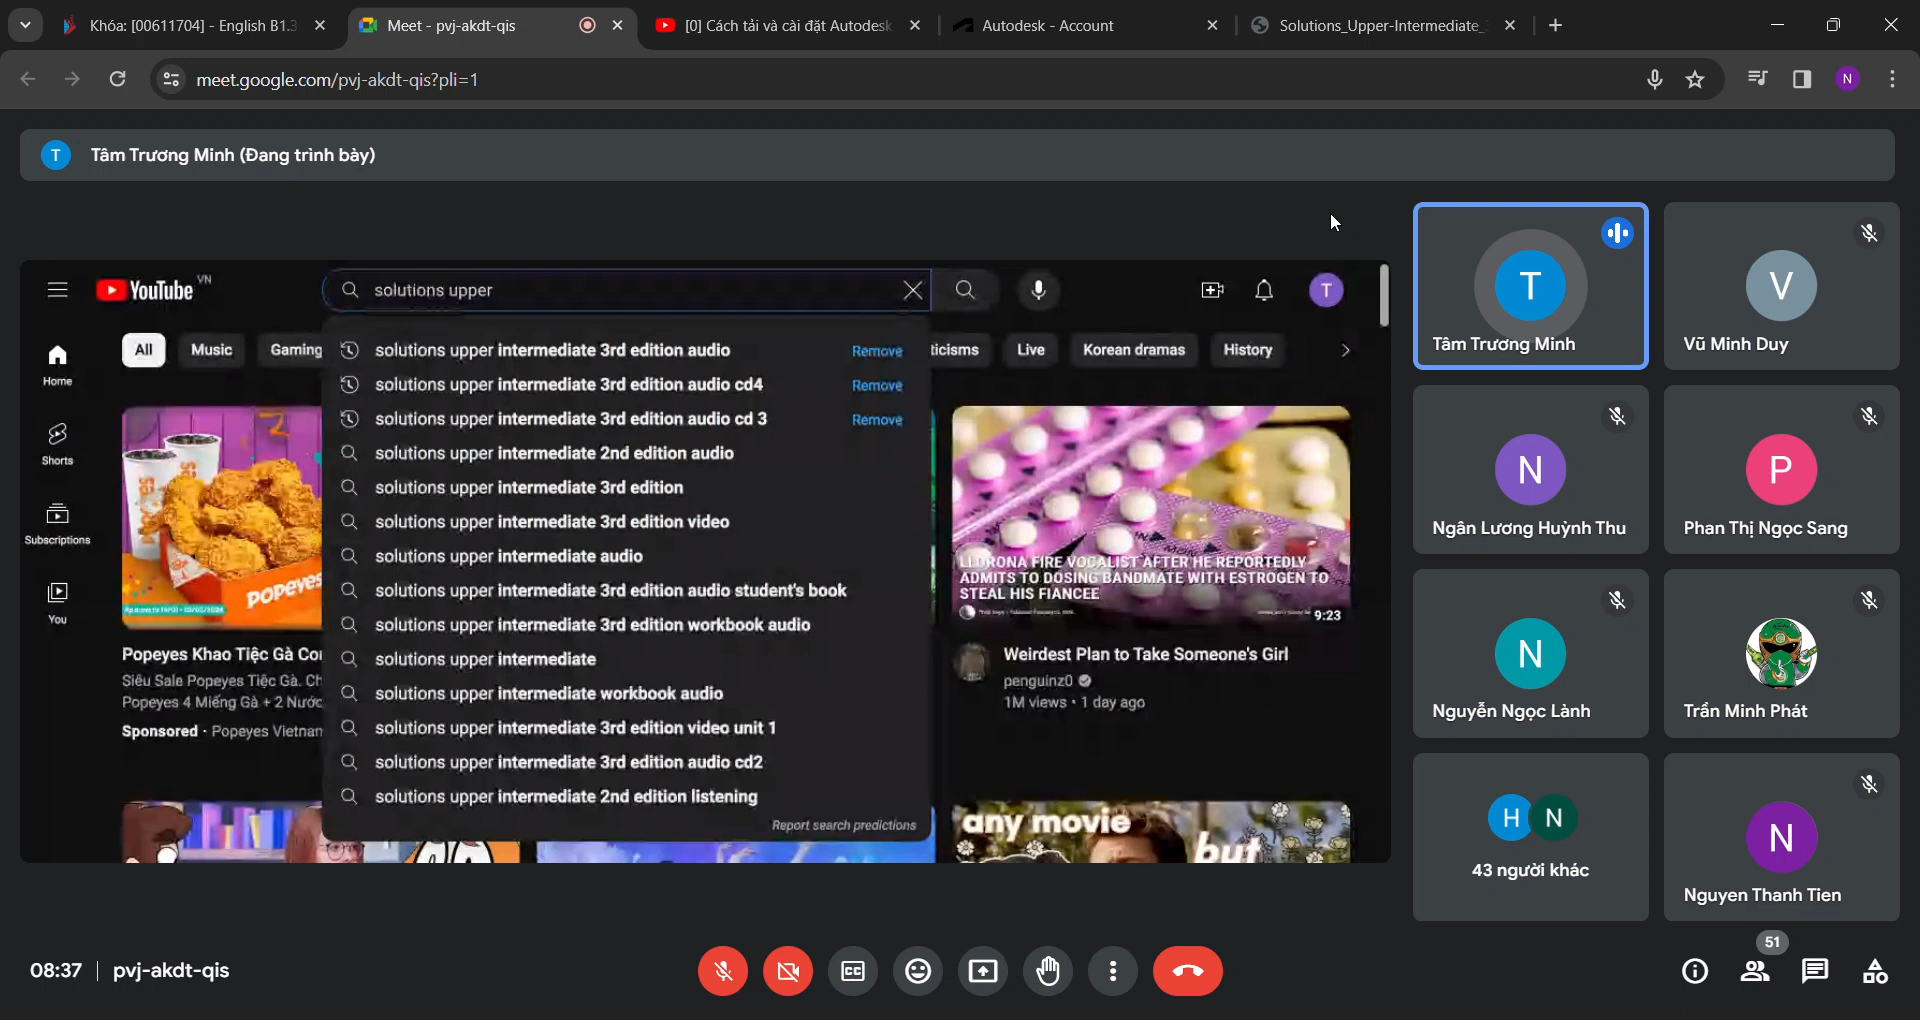 Khóa: [00611704] - English B1.3
Meet - pvj-akdt-qis
[0] Cách tải và cài đặt Autodesk
Autodesk - Account
Solutions_Upper-Intermediate_
meet.google.com/pvj-akdt-qis?pli=1
N
T
Tâm Trương Minh (Đang trình bày)
YouTube VN
solutions upper
T
All
Music
Gaming
ticisms
Live
Korean dramas
History
Home
Shorts
Subscriptions
You
solutions upper intermediate 3rd edition audio Remove
solutions upper intermediate 3rd edition audio cd4 Remove
solutions upper intermediate 3rd edition audio cd 3 Remove
solutions upper intermediate 2nd edition audio
solutions upper intermediate 3rd edition
solutions upper intermediate 3rd edition video
solutions upper intermediate audio
solutions upper intermediate 3rd edition audio student's book
solutions upper intermediate 3rd edition workbook audio
solutions upper intermediate
solutions upper intermediate workbook audio
solutions upper intermediate 3rd edition video unit 1
solutions upper intermediate 3rd edition audio cd2
solutions upper intermediate 2nd edition listening
Report search predictions
POPEYES
Popeyes Khao Tiệc Gà
Siêu Sale Popeyes Tiệc Gà.
Popeyes 4 Miếng Gà + 2 Nước
Sponsored · Popeyes Vietnam
LLORONA FIRE VOCALIST AFTER HE REPORTEDLY
ADMITS TO DOSING BANDMATE WITH ESTROGEN TO
STEAL HIS FIANCEE
9:23
Weirdest Plan to Take Someone's Girl
penguinz0
1M views • 1 day ago
any movie
but
T
Tâm Trương Minh
V
Vũ Minh Duy
N
Ngân Lương Huỳnh Thu
P
Phan Thị Ngọc Sang
N
Nguyễn Ngọc Lành
Trần Minh Phát
H N
43 người khác
N
Nguyen Thanh Tien
08:37 | pvj-akdt-qis
CC
51